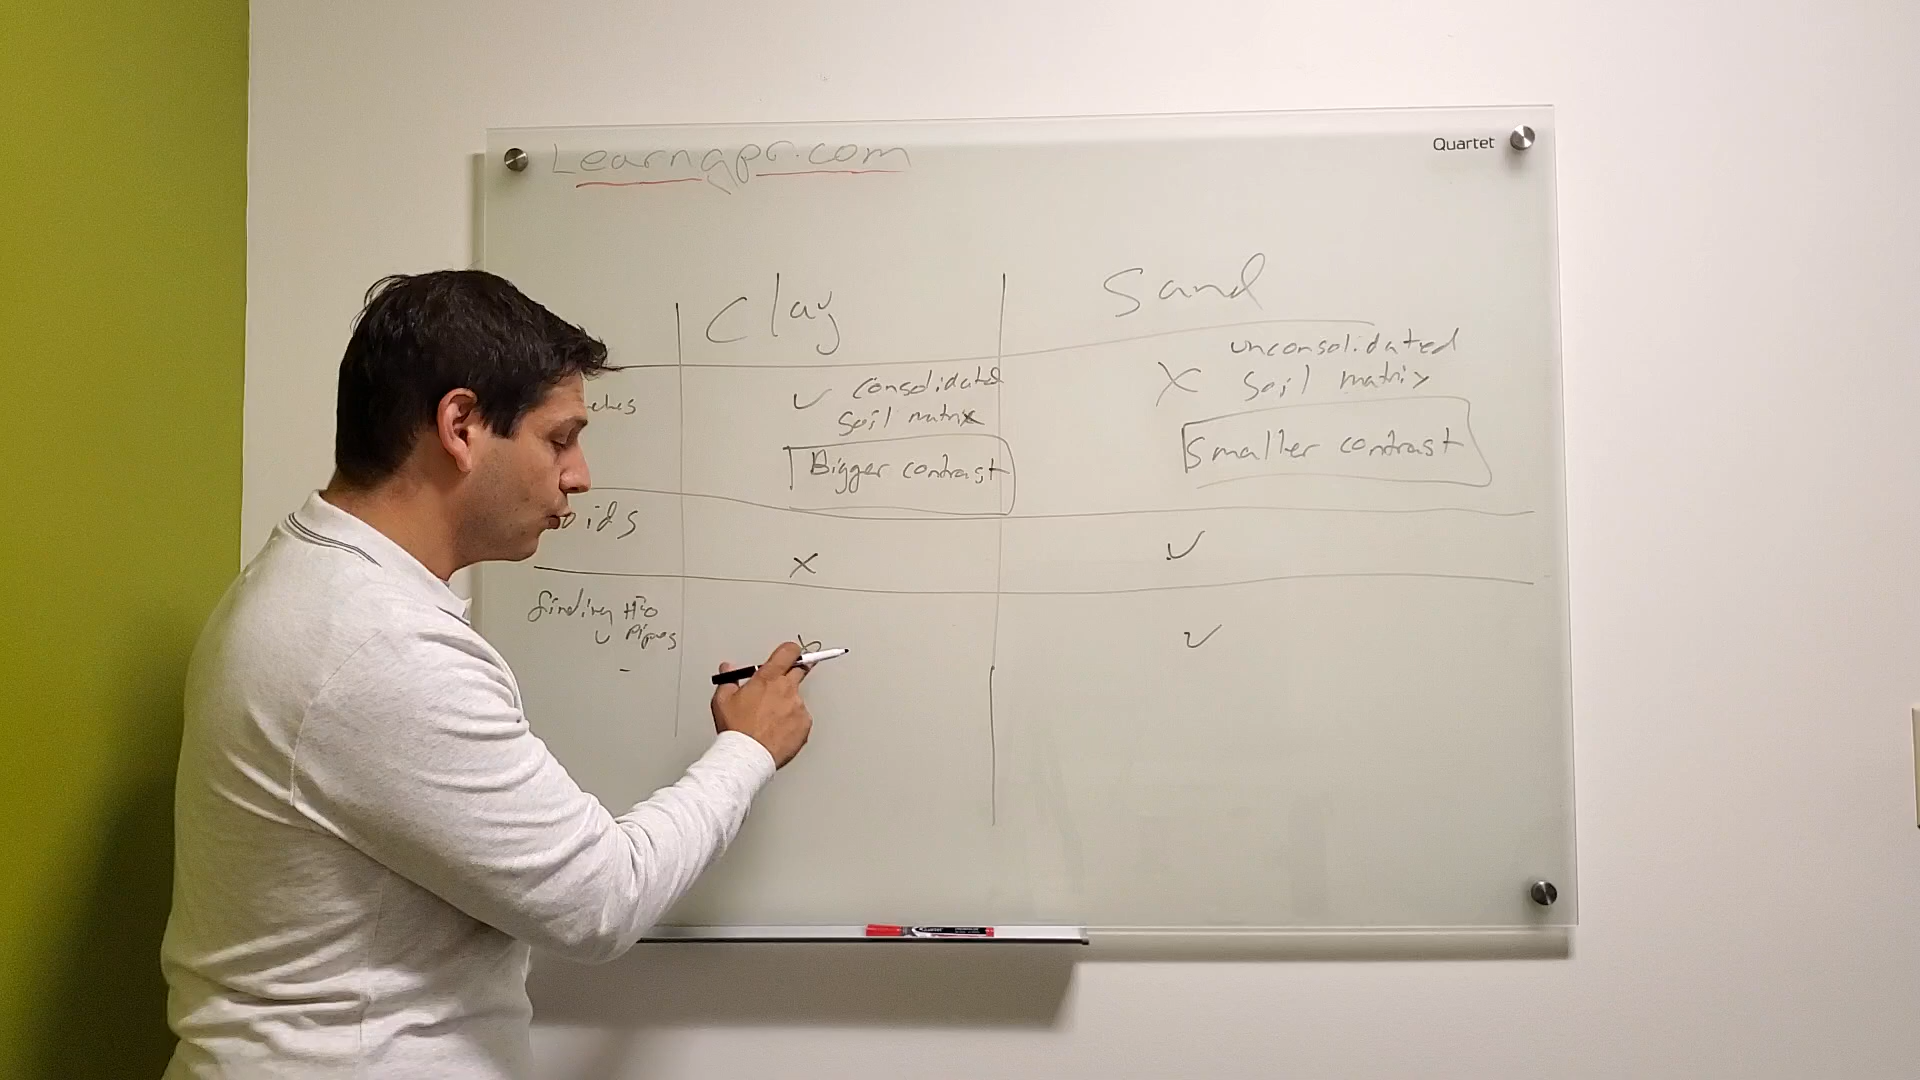 Learngpr.com
Quartet
Clay
Sand
✓ consolidated
soil matrix
Bigger contrast
unconsolidated
X soil matrix
Smaller contrast
X
✓
finding H2O
Pipes
✓